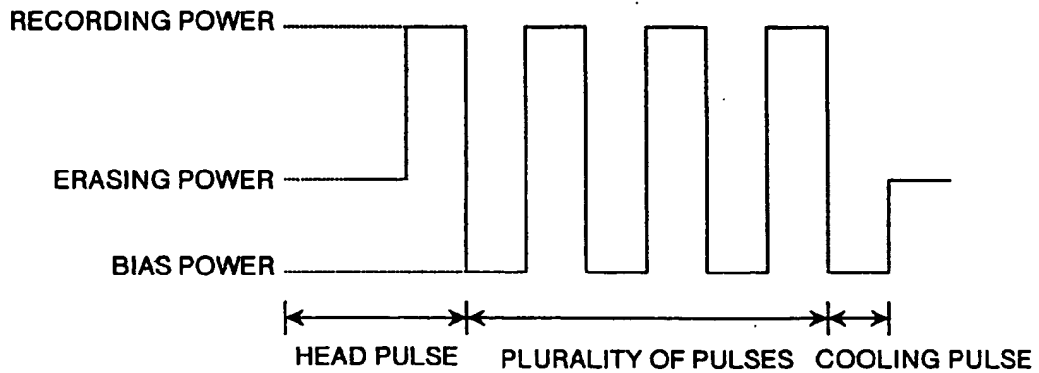 RECORDING POWER
ERASING POWER
BIAS POWER
HEAD PULSE PLURALITY OF PULSES COOLING PULSE